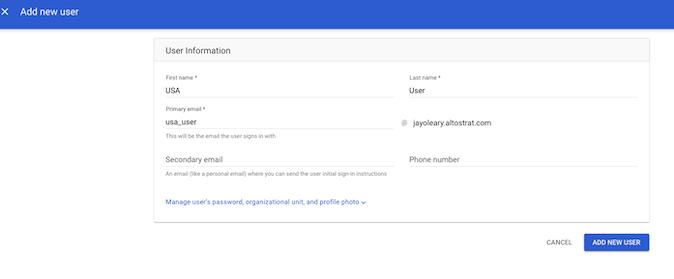 × Add new user
User Information
First name *
Last name *
USA
User
Primary email *
usa_user
@ jayoleary.altostrat.com
This will be the email the user signs in with
Secondary email
Phone number
An email (like a personal email) where you can send the user initial sign-in instructions
Manage user's password, organizational unit, and profile photo
CANCEL
ADD NEW USER